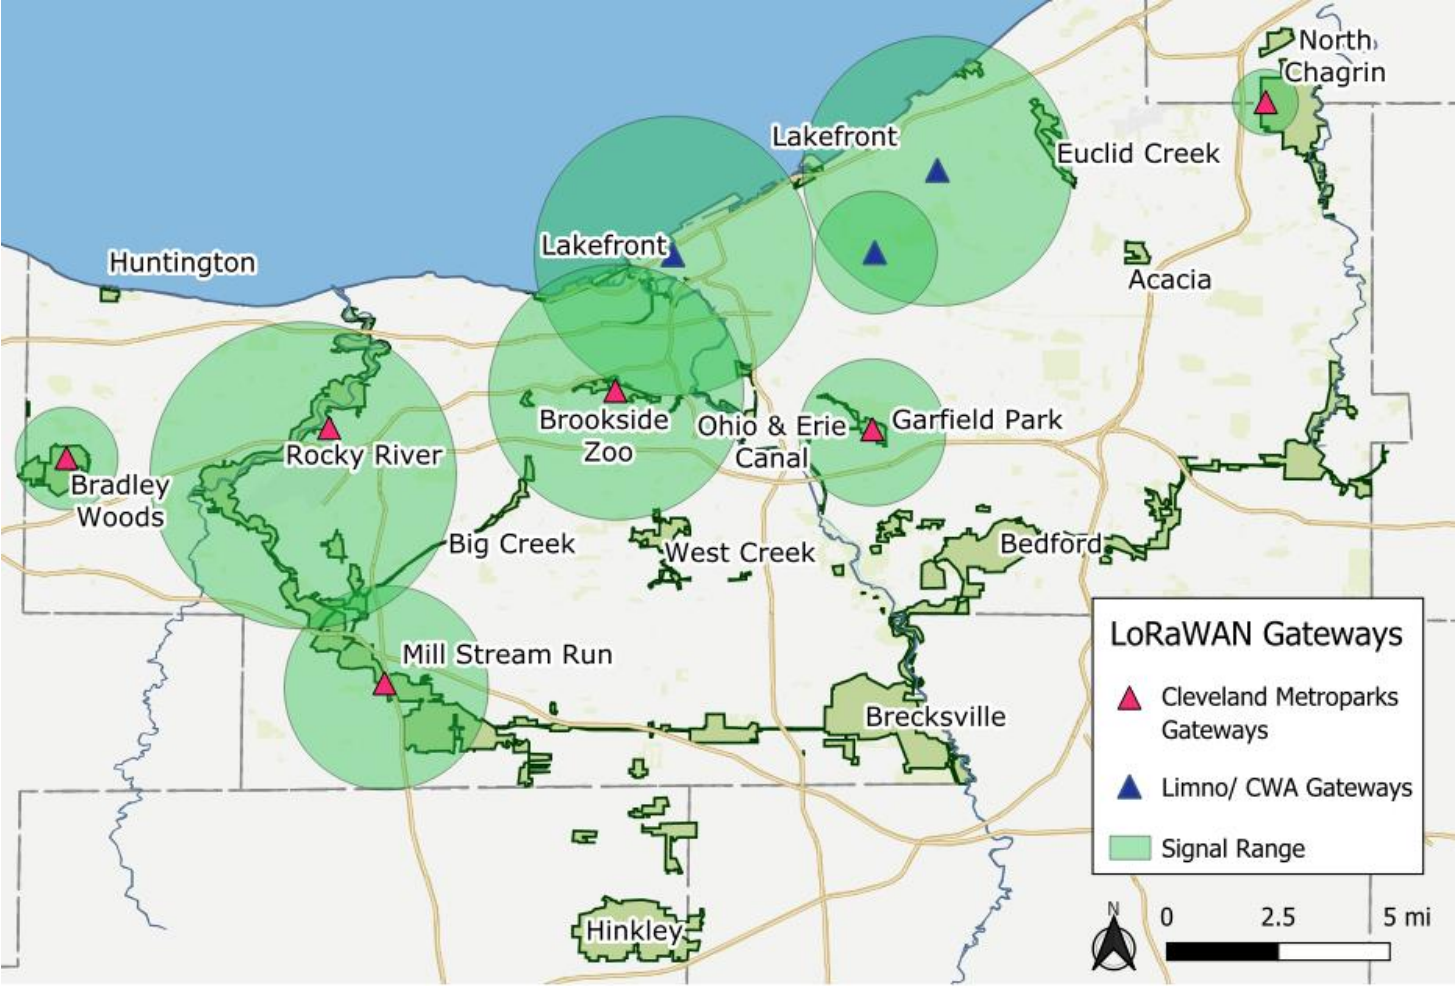 North
Chagrin
Lakefront
Euclid Creek
Lakefront
Huntington
Acacia
Brookside
Zoo
Ohio & Erie
Canal
Garfield Park
Rocky River
Bradley
Woods
Big Creek
West Creek
Bedford
Mill Stream Run
Brecksville
Hinkley
LoRaWAN Gateways
Cleveland Metroparks
Gateways
Limno/ CWA Gateways
Signal Range
N
0 2.5 5 mi